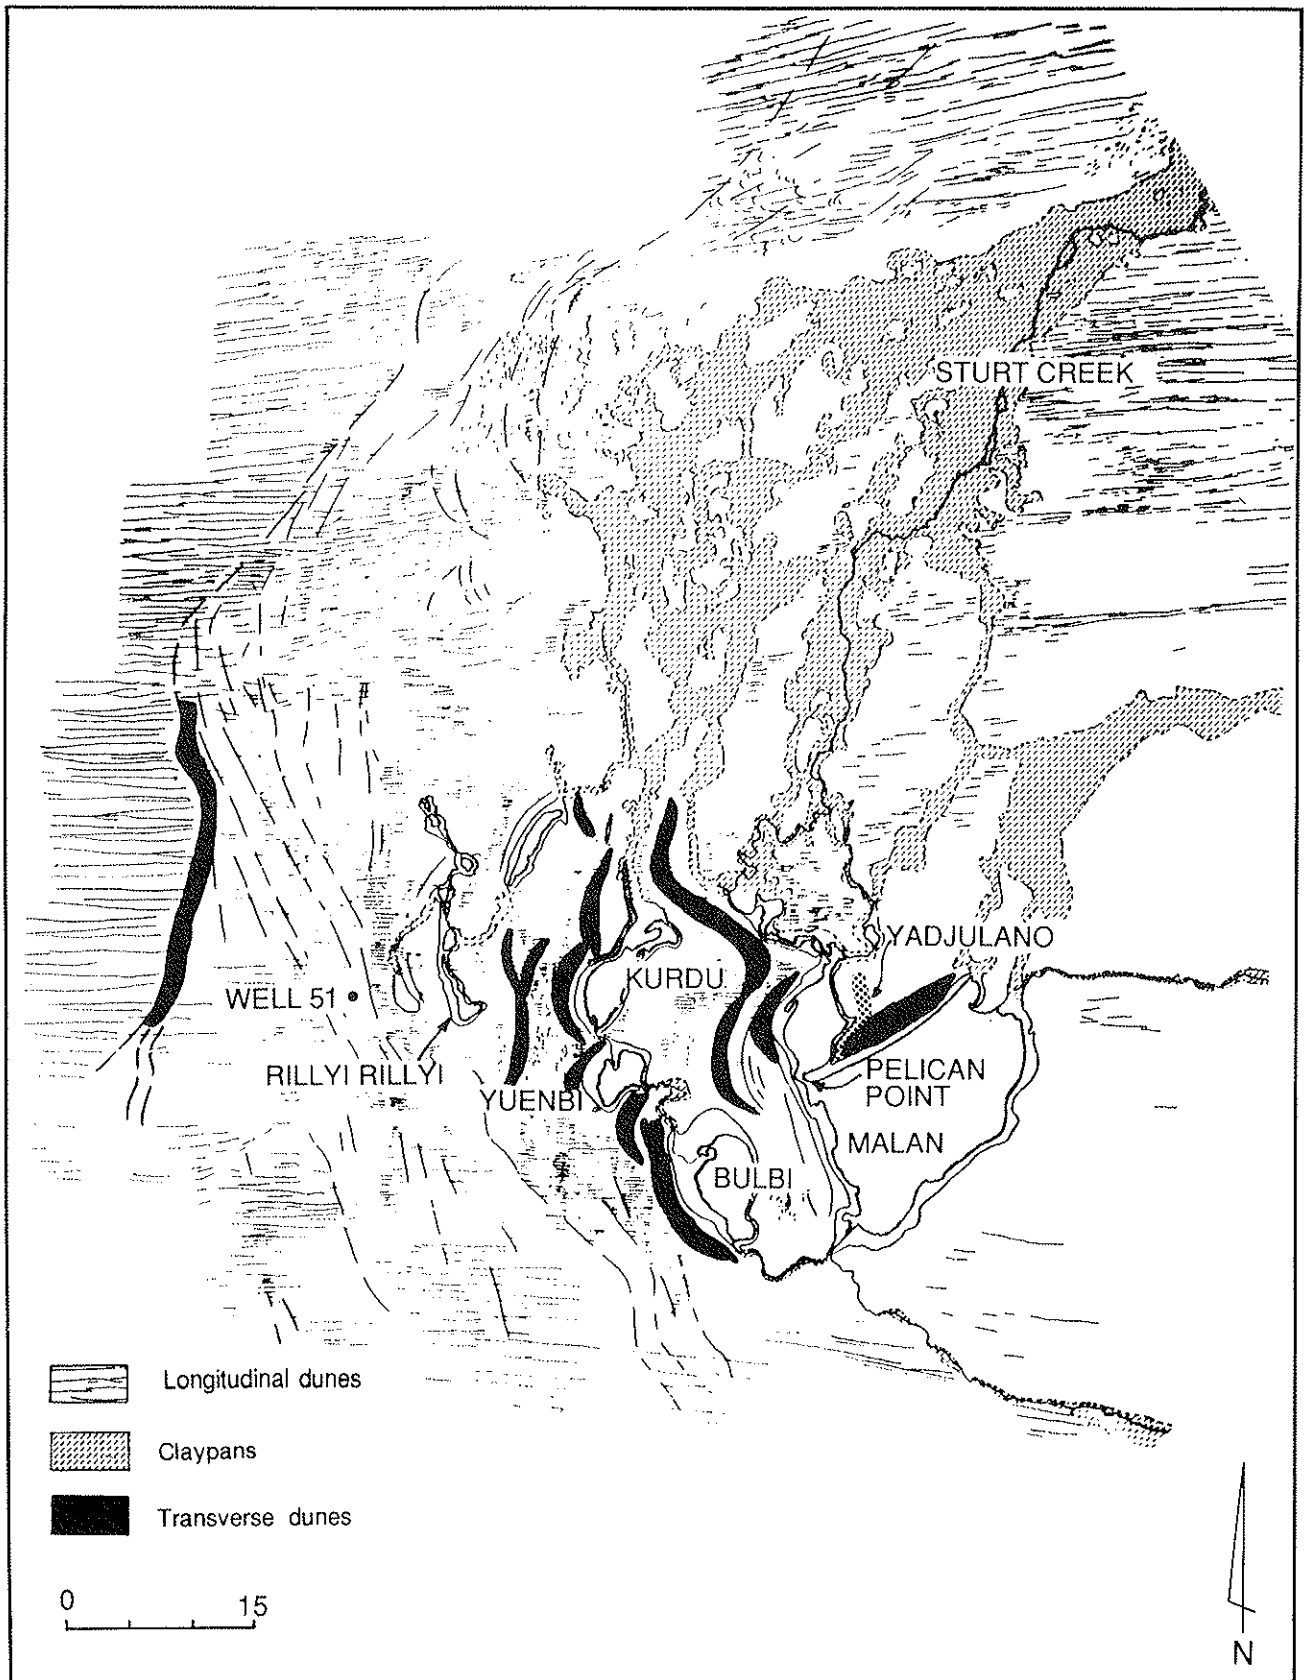 STURT CREEK
YADJULANO
KURDU
WELL 51
RILLYI RILLYI
PELICAN
POINT
YUENBI
MALAN
BULBI
Longitudinal dunes
Claypans
Transverse dunes
0 15
N